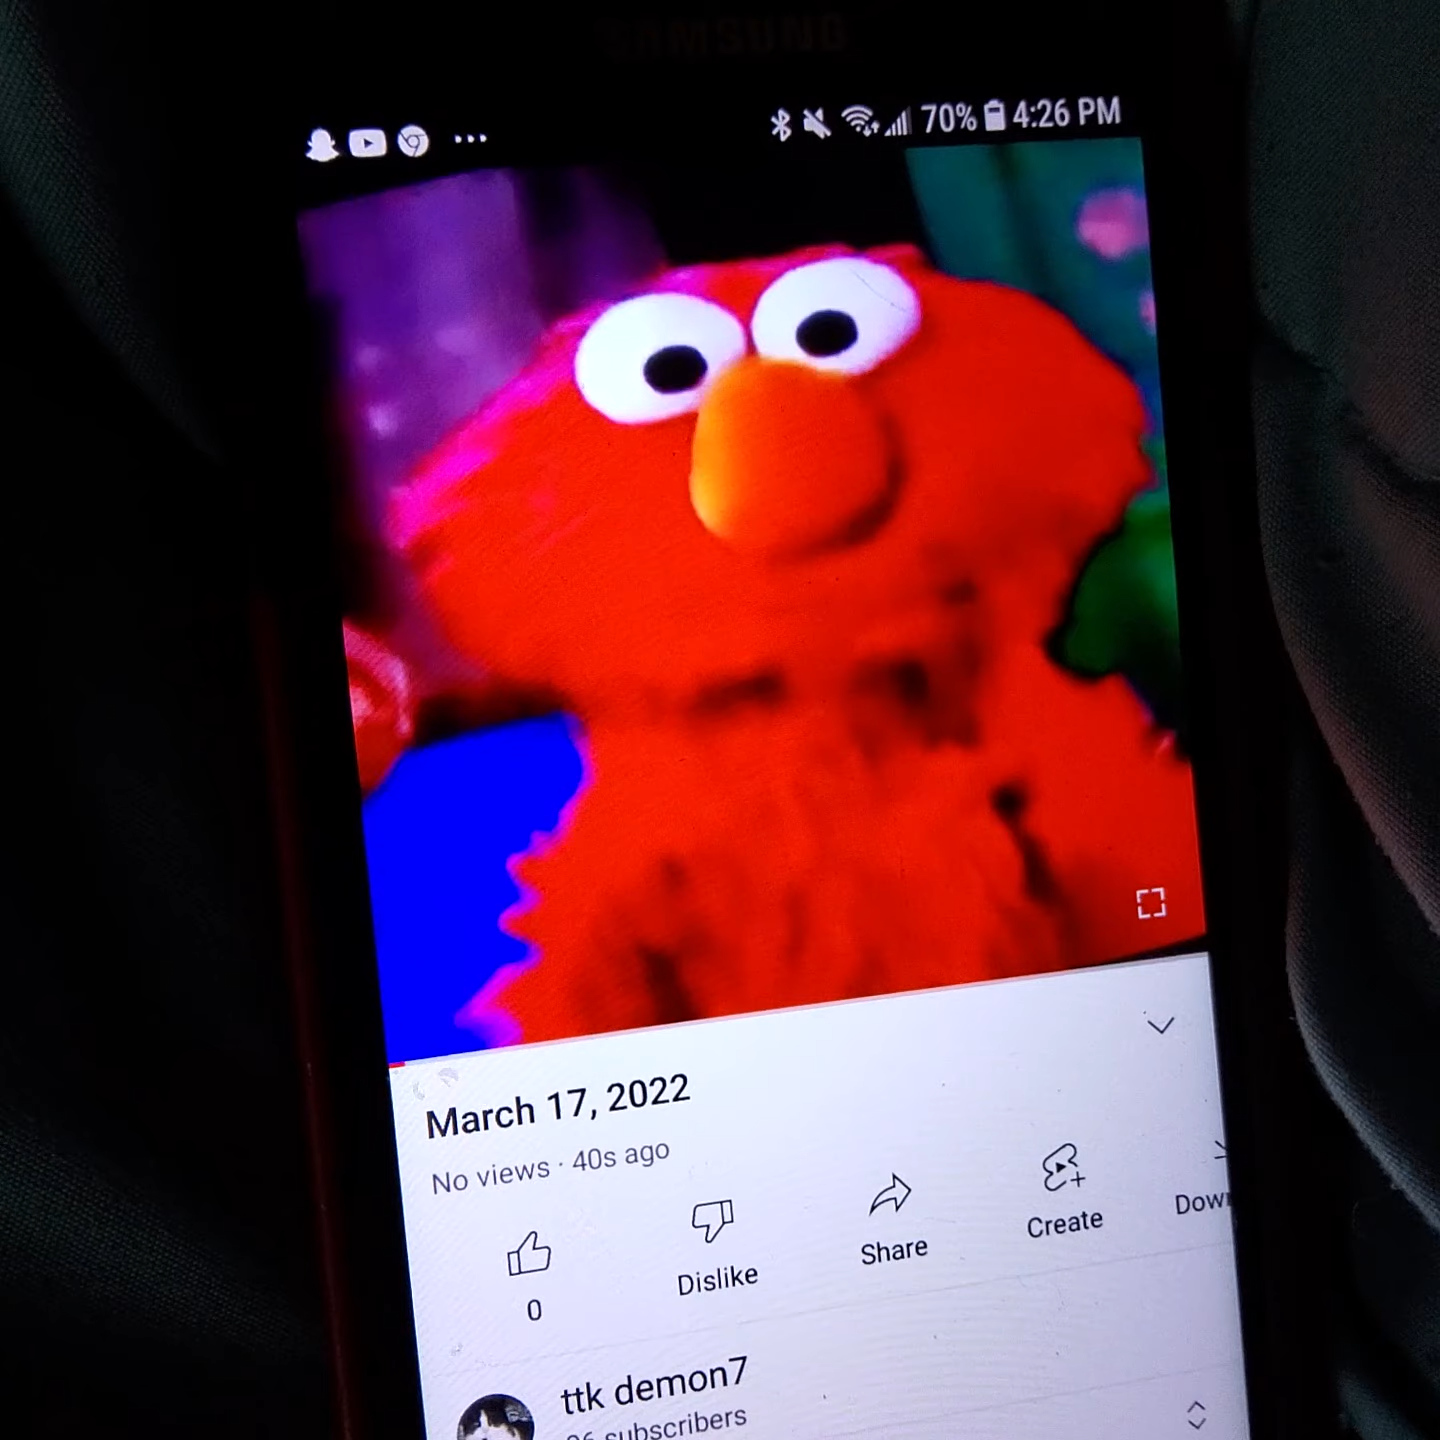 SAMSUNG
70% 4:26 PM
March 17, 2022
No views · 40s ago
0
Dislike
Share
Create
Dow
ttk demon7
subscribers